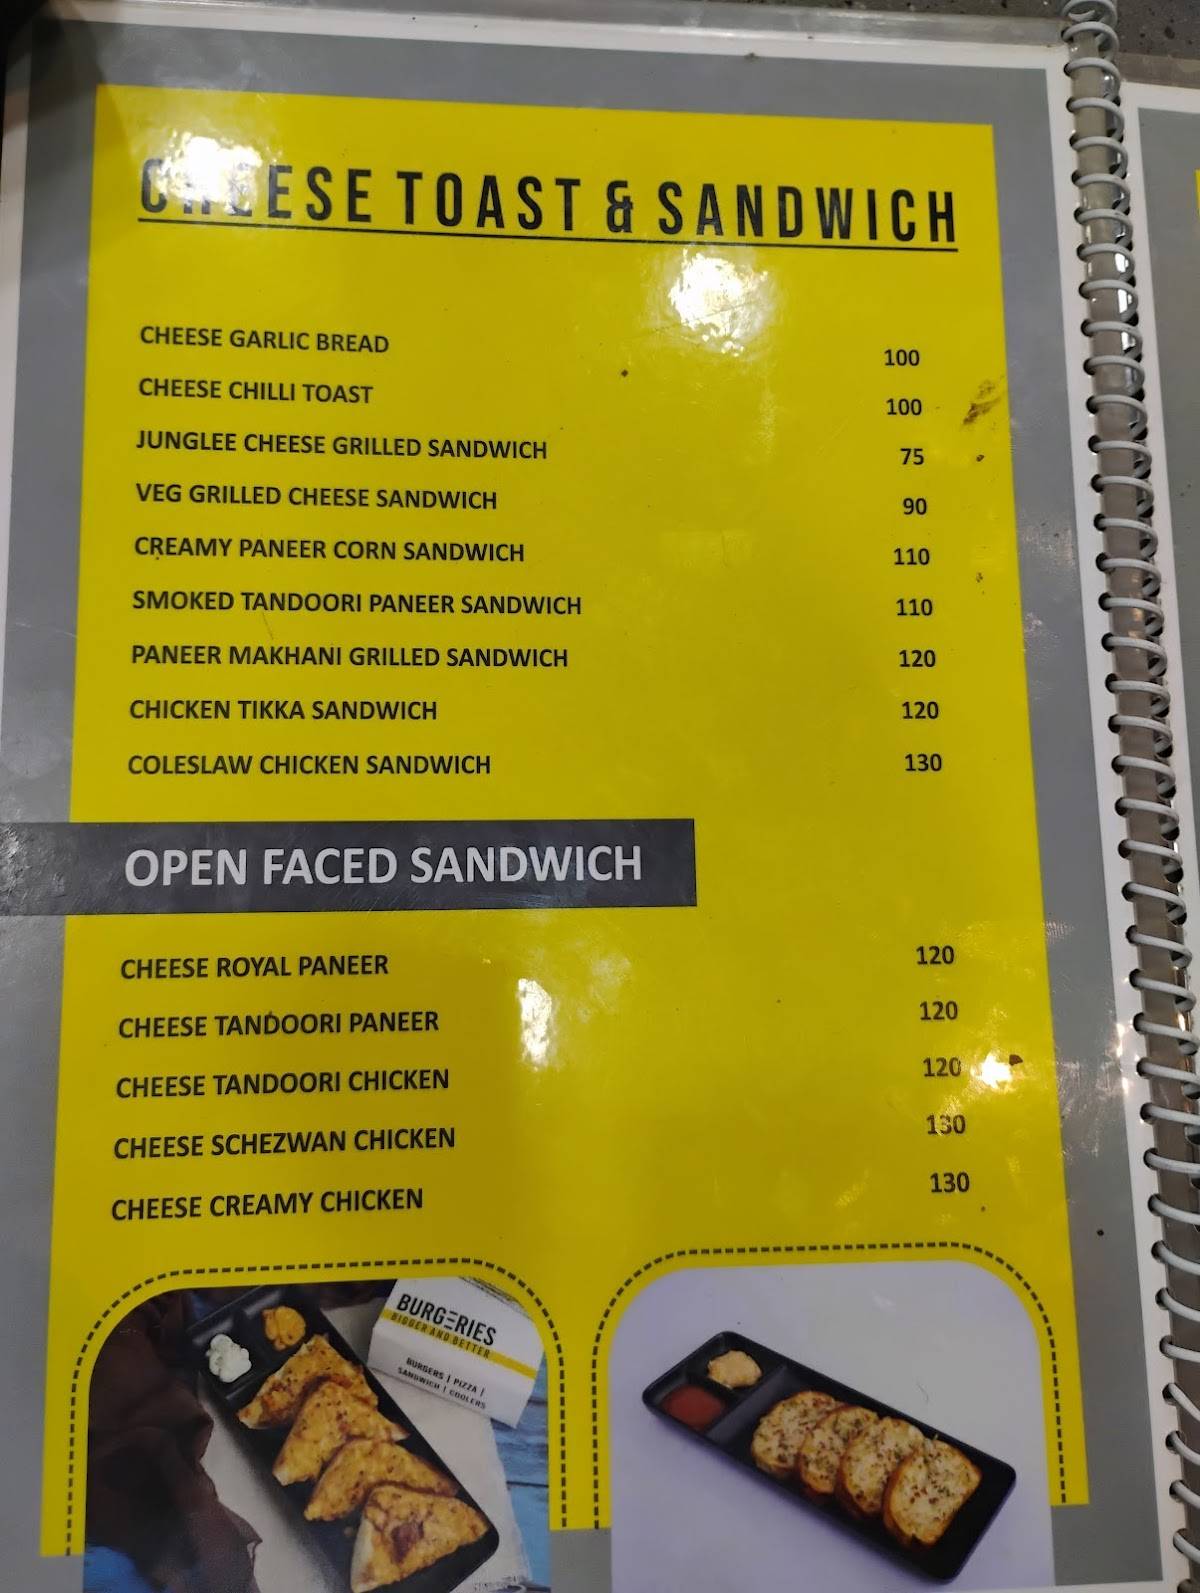 CHEESE TOAST & SANDWICH
CHEESE GARLIC BREAD 100
CHEESE CHILLI TOAST 100
JUNGLEE CHEESE GRILLED SANDWICH 75
VEG GRILLED CHEESE SANDWICH 90
CREAMY PANEER CORN SANDWICH 110
SMOKED TANDOORI PANEER SANDWICH 110
PANEER MAKHANI GRILLED SANDWICH 120
CHICKEN TIKKA SANDWICH 120
COLESLAW CHICKEN SANDWICH 130
OPEN FACED SANDWICH
CHEESE ROYAL PANEER 120
CHEESE TANDOORI PANEER 120
CHEESE TANDOORI CHICKEN 120
CHEESE SCHEZWAN CHICKEN 130
CHEESE CREAMY CHICKEN 130
BURGERIES
BIGGER AND BETTER
BURGERS | PIZZA |
SANDWICH | COOLERS